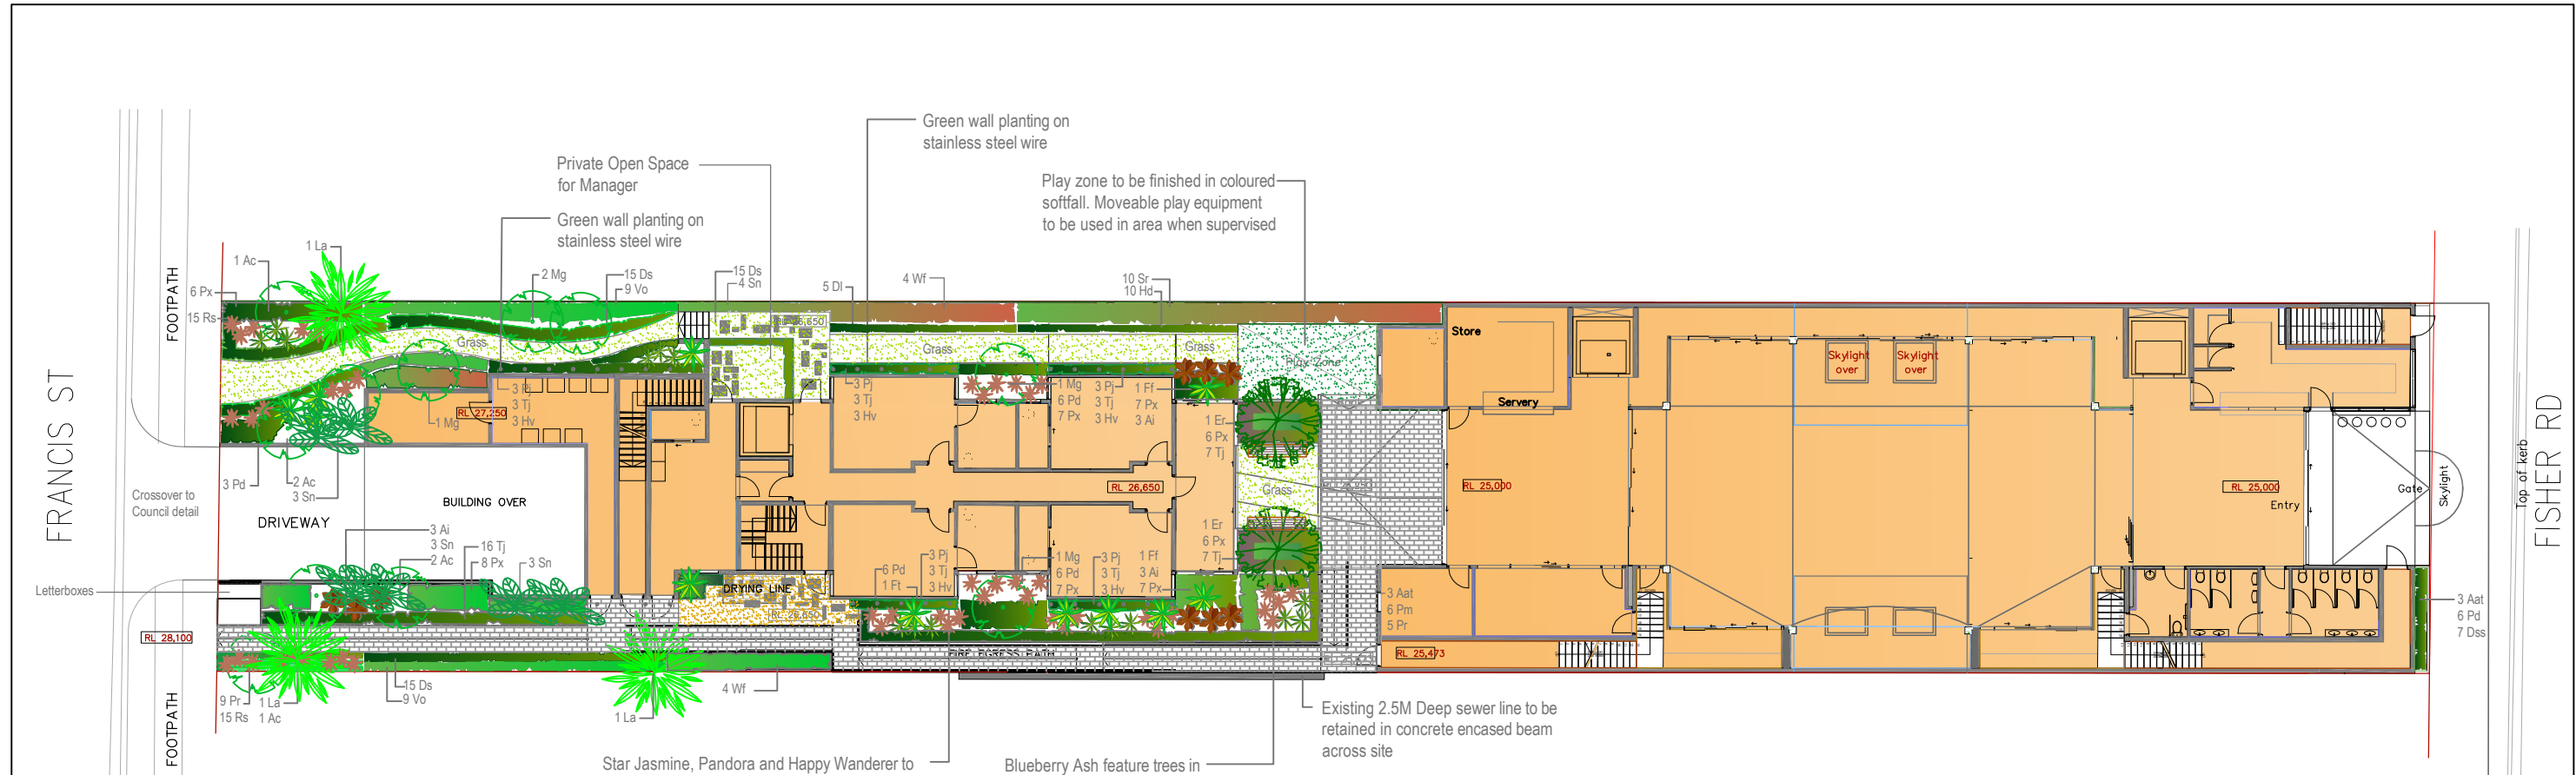 Green wall planting on
stainless steel wire
Private Open Space
for Manager
Play zone to be finished in coloured
softfall. Moveable play equipment
to be used in area when supervised
Green wall planting on
stainless steel wire
1 La
1 Ac
6 Px
15 Rs
2 Mg
15 Ds
9 Vo
15 Ds
4 Sn
5 Dl
4 Wf
10 Sr
10 Hd
FOOTPATH
Grass
Grass
Grass
Play Zone
Store
Servery
Skylight
over
Skylight
over
3 Pj
3 Tj
3 Hv
RL 27,250
1 Mg
3 Pj
3 Tj
3 Hv
1 Mg
6 Pd
7 Px
3 Pj
3 Tj
3 Hv
1 Ff
7 Px
3 Ai
1 Er
6 Px
7 Tj
FRANCIS ST
FISHER RD
Top of kerb
Skylight
Gate
Entry
RL 25,000
RL 25,000
RL 26,650
Grass
3 Pd
2 Ac
3 Sn
Crossover to
Council detail
DRIVEWAY
BUILDING OVER
3 Ai
3 Sn
2 Ac
16 Tj
8 Px
3 Sn
1 Er
6 Px
7 Tj
6 Pd
1 Ft
3 Pj
3 Tj
3 Hv
1 Mg
6 Pd
7 Px
3 Pj
3 Tj
3 Hv
1 Ff
3 Ai
7 Px
DRYING LINE
Letterboxes
RL 28,100
3 Aat
6 Pm
5 Pr
3 Aat
6 Pd
7 Dss
FIRE EGRESS PATH
RL 25,473
9 Pr
15 Rs
1 La
1 Ac
15 Ds
9 Vo
1 La
4 Wf
FOOTPATH
Existing 2.5M Deep sewer line to be
retained in concrete encased beam
across site
Star Jasmine, Pandora and Happy Wanderer to
Blueberry Ash feature trees in